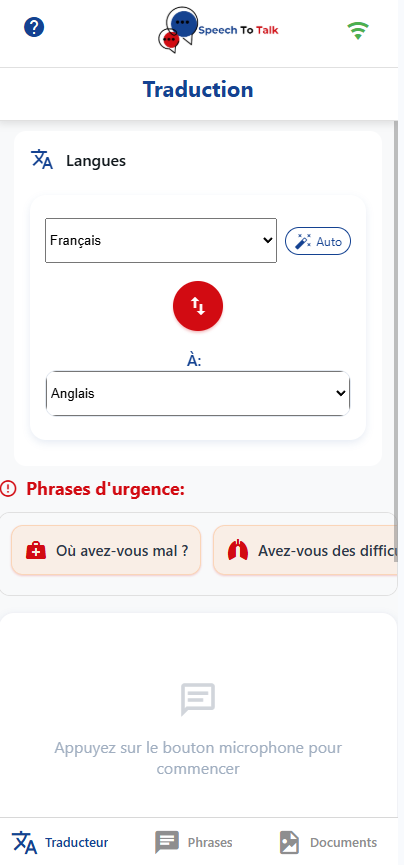 Speech To Talk
Traduction
Langues
Français
Auto
À:
Anglais
Phrases d'urgence:
Où avez-vous mal ?
Avez-vous des diffic
Appuyez sur le bouton microphone pour
commencer
Traducteur
Phrases
Documents